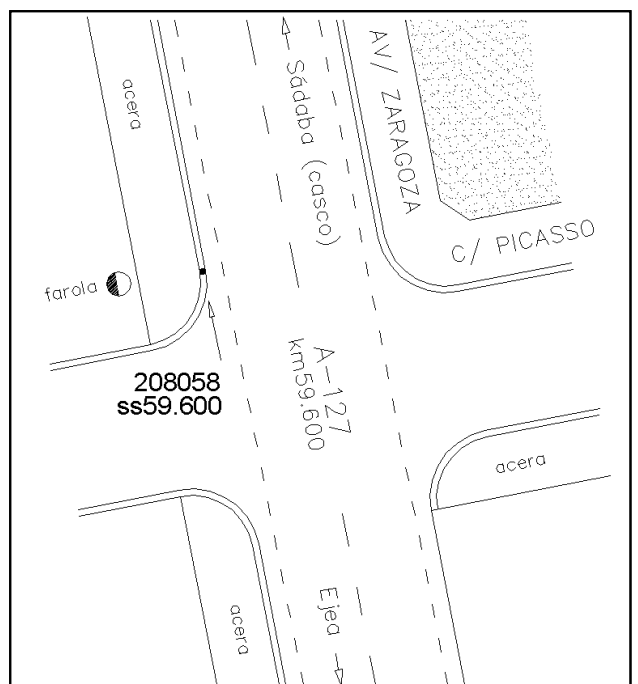 acera
Sádaba (casco)
AV/ ZARAGOZA
C/ PICASSO
farola
208058
ss59.600
A-127
km59.600
acera
Ejea
acera